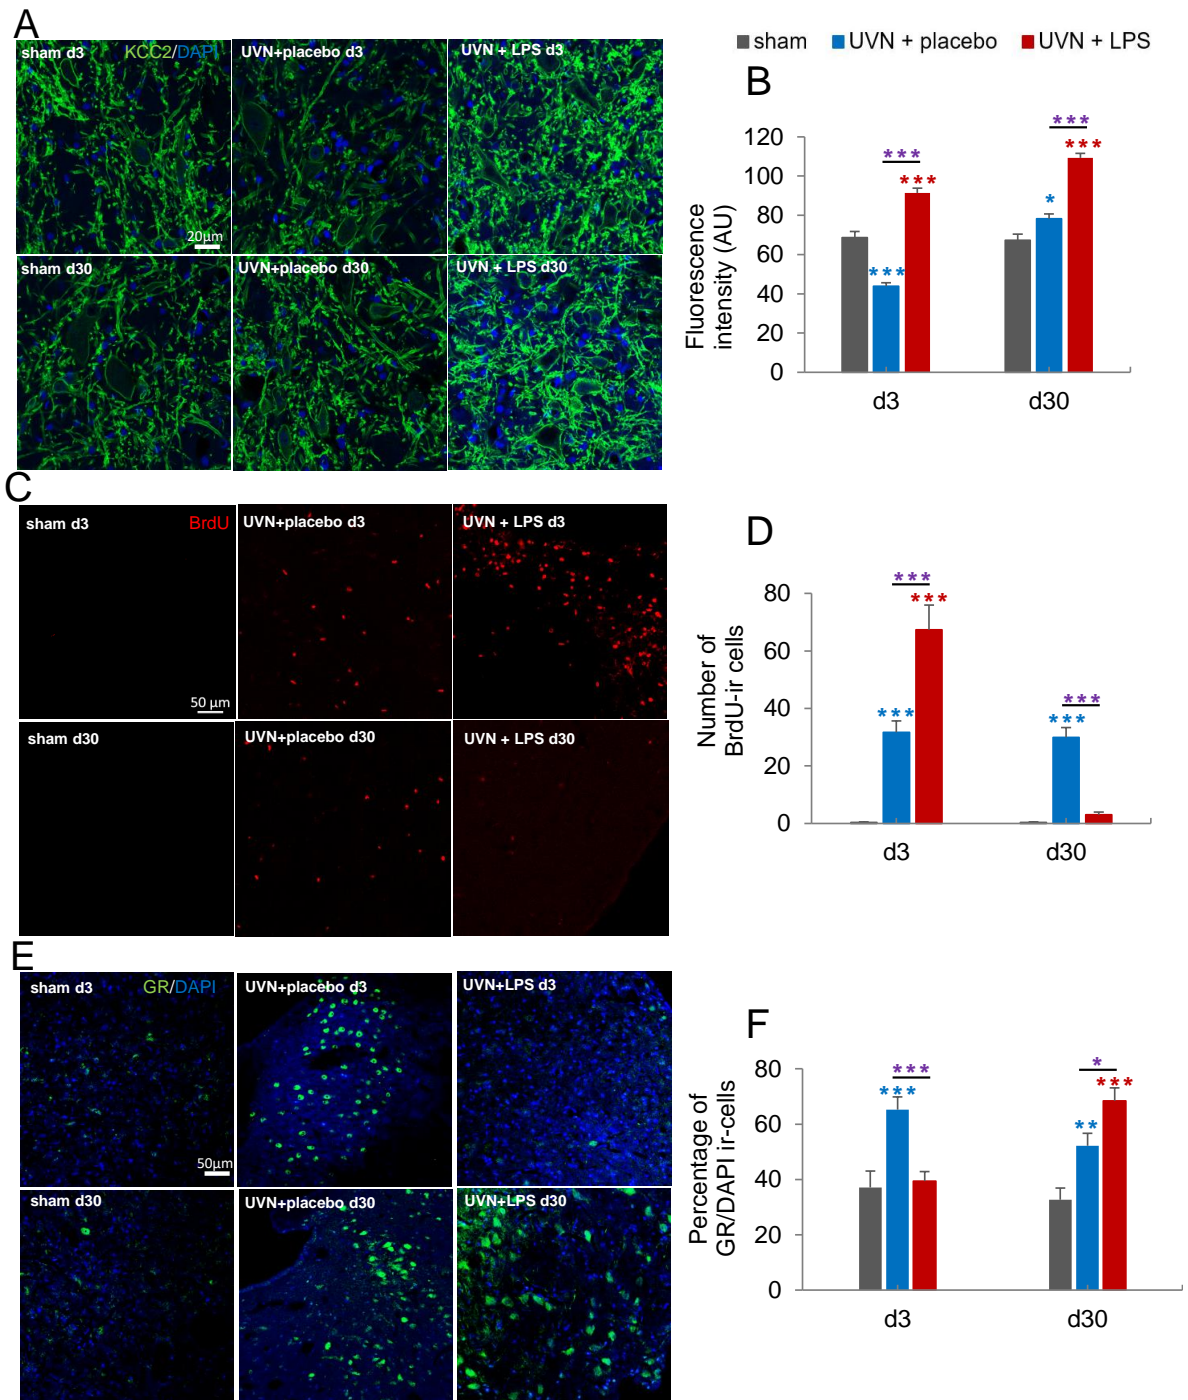 A
sham d3 KCC2/DAPI
UVN+placebo d3
UVN + LPS d3
20µm
sham d30
UVN+placebo d30
UVN + LPS d30
sham UVN + placebo UVN + LPS
B
***
***
***
***
*
***
120
100
80
60
40
20
0
Fluorescence
intensity (AU)
d3 d30
C
sham d3 BrdU
UVN+placebo d3
UVN + LPS d3
50 µm
sham d30
UVN+placebo d30
UVN + LPS d30
D
***
***
***
***
***
80
60
40
20
0
Number of
BrdU-ir cells
d3 d30
E
sham d3 GR/DAPI
UVN+placebo d3
UVN+LPS d3
50µm
sham d30
UVN+placebo d30
UVN+LPS d30
F
***
***
*
***
**
80
60
40
20
0
Percentage of
GR/DAPI ir-cells
d3 d30